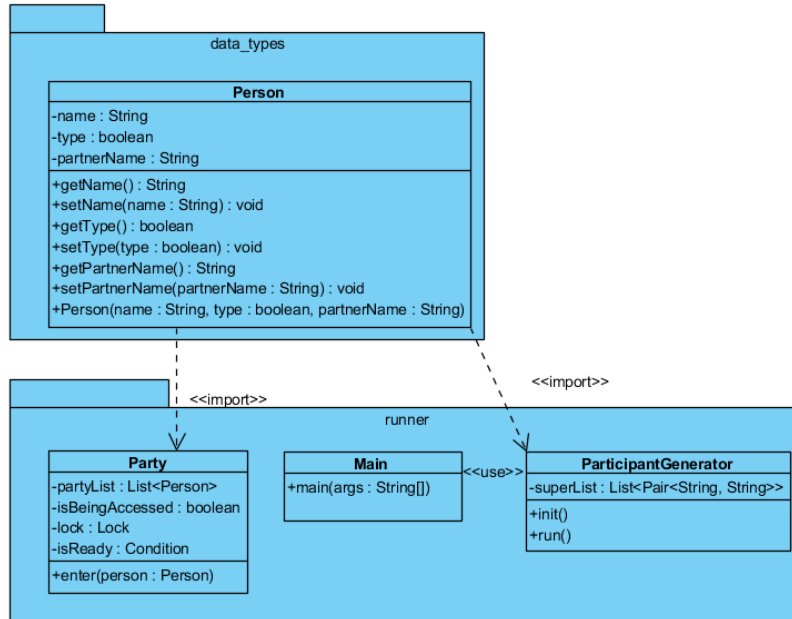 data_types
Person
-name : String
-type : boolean
-partnerName : String
+getName() : String
+setName(name : String) : void
+getType() : boolean
+setType(type : boolean) : void
+getPartnerName() : String
+setPartnerName(partnerName : String) : void
+Person(name : String, type : boolean, partnerName : String)
<<import>>
<<import>>
runner
Party
-partyList : List<Person>
-isBeingAccessed : boolean
-lock : Lock
-isReady : Condition
+enter(person : Person)
Main
+main(args : String[])
<<use>>
ParticipantGenerator
-superList : List<Pair<String, String>>
+init()
+run()